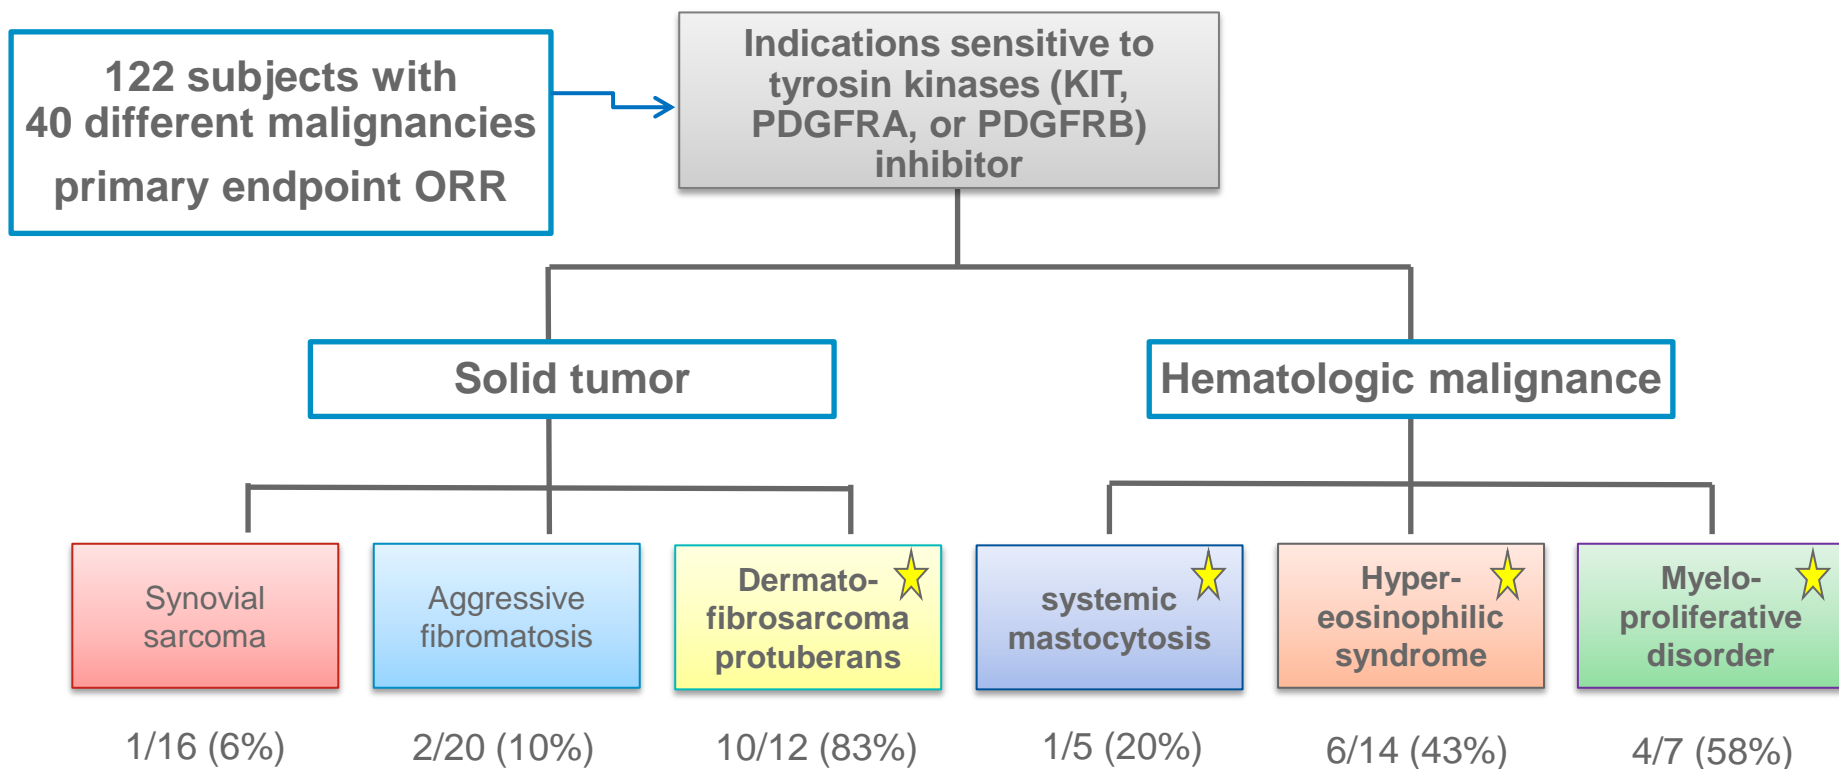 122 subjects with
40 different malignancies
primary endpoint ORR
Indications sensitive to
tyrosin kinases (KIT,
PDGFRA, or PDGFRB)
inhibitor
Solid tumor
Hematologic malignance
Synovial
sarcoma
Aggressive
fibromatosis
Dermato-
fibrosarcoma
protuberans
systemic
mastocytosis
Hyper-
eosinophilic
syndrome
Myelo-
proliferative
disorder
1/16 (6%)
2/20 (10%)
10/12 (83%)
1/5 (20%)
6/14 (43%)
4/7 (58%)